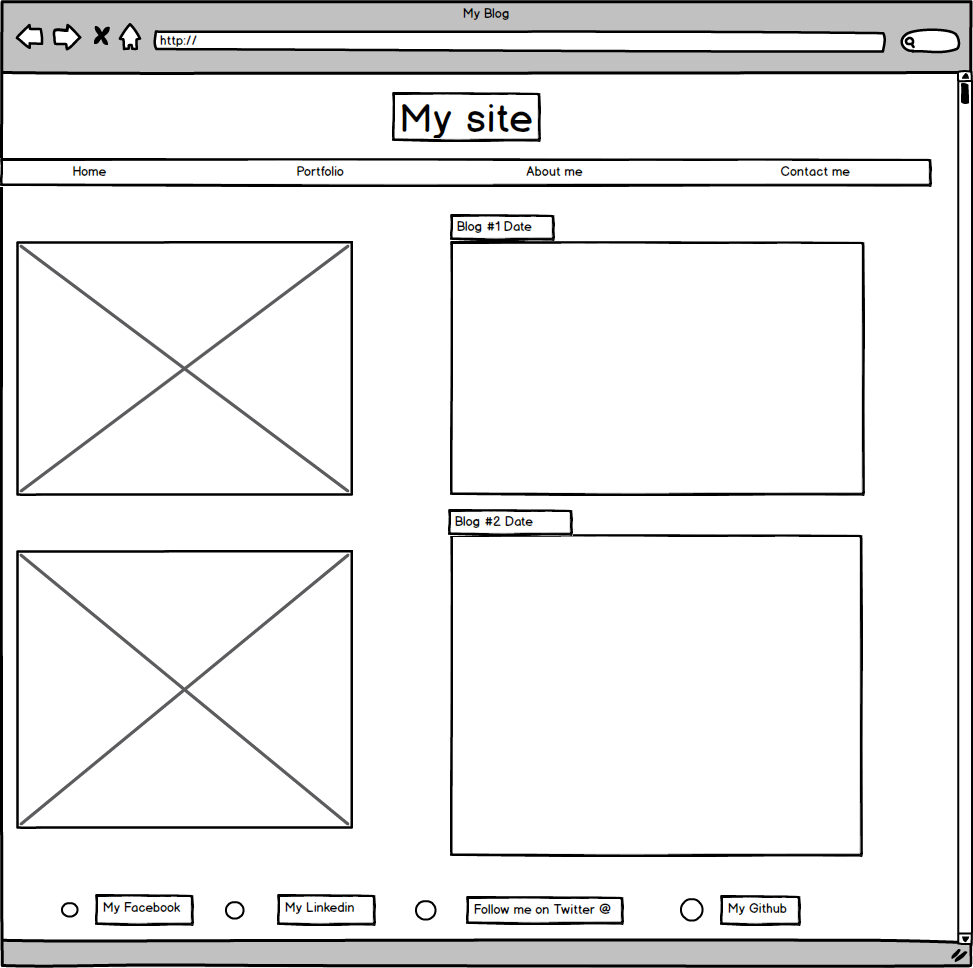 My Blog
http://
My site
Home Portfolio About me Contact me
Blog #1 Date
Blog #2 Date
My Facebook My Linkedin Follow me on Twitter @ My Github